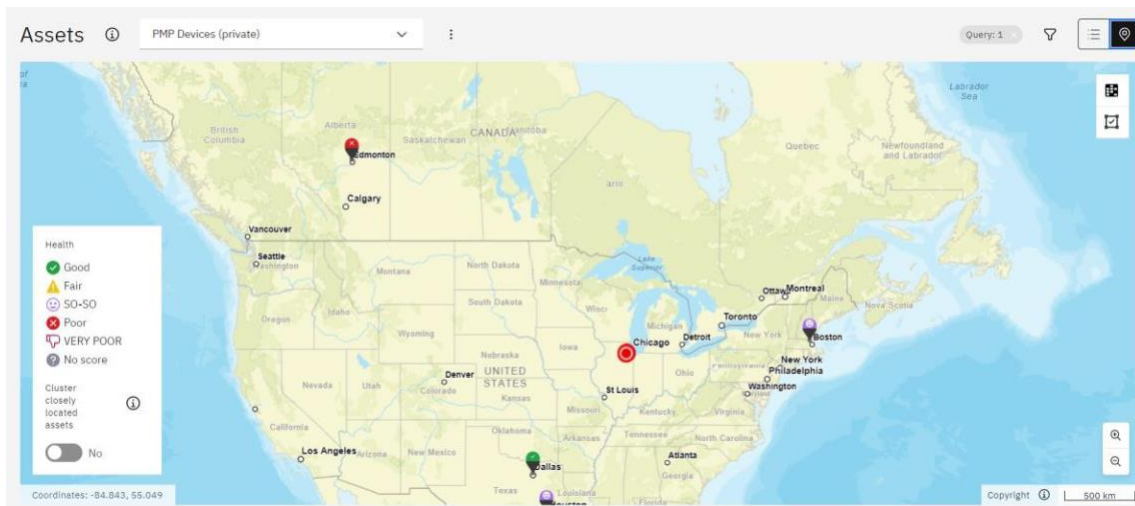 Assets
PMP Devices (private)
Query: 1
Labrador
Sea
British
Columbia
Alberta
Saskatchewan
CANADA
Quebec
Newfoundland
and Labrador
Edmonton
Calgary
Vancouver
Seattle
Washington
Montana
North Dakota
Minnesota
Lake
Superior
Ottawa
Montreal
Maine
Nova Scotia
Health
Good
Fair
SO-SO
Poor
VERY POOR
No score
Cluster
closely
located
assets
No
Oregon
Idaho
South Dakota
Michigan
Toronto
Wyoming
Iowa
Chicago
Detroit
New York
Boston
Nebraska
Denver
UNITED
STATES
Ohio
Pennsylvania
New York
Philadelphia
Washington
Nevada
Utah
Colorado
Kansas
St Louis
Missouri
Kentucky
Virginia
California
Los Angeles
Arizona
New Mexico
Oklahoma
Arkansas
Tennessee
North Carolina
Atlanta
Georgia
Dallas
Texas
Louisiana
Houston
Florida
Coordinates: -84.843, 55.049
Copyright
500 km